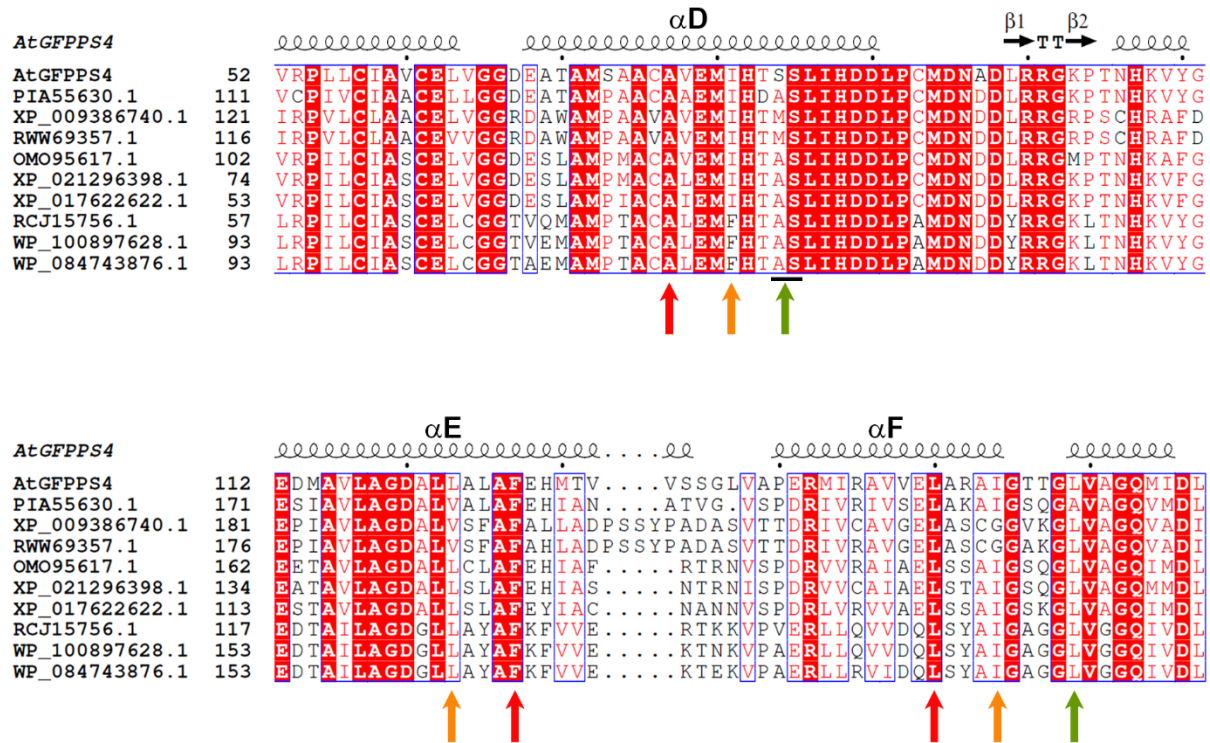 αD
β1
β2
AtGFPPS4
TT
AtGFPPS4 52 VRPLLCIAVCELVGGDEATAMSAACAVEMIHTSSLIHDDLPCMDNADLRRGKPTNHKVYG
PIA55630.1 111 VCPIVCIAACELLGGDEATAMPAACAAEMIHDASLIHDDLPCMDNDDLRRGKPTNHKVYG
XP_009386740.1 121 IRPVLCLAACELVGGRDAWAMPAAVAVEMIHTMSLIHDDLPCMDNDDLRRGRPSCHRAFD
RWW69357.1 116 IRPVLCIAACEVVGGRDAWAMPAACAVEMIHTMSLIHDDLPCMDNDDLRRGKPSCHRAFD
OMO95617.1 102 VRPILCIASCELVGGDESLAMPMACAVEMIHTASLIHDDLPCMDNDDLRRGMPTNHKAFG
XP_021296398.1 74 VRPILCIASCELVGGDESLAMPMACALEMIHTASLIHDDLPCMDNDDLRRGKPTNHKVFG
XP_017622622.1 53 VRPILCIASCELVGGDESLAMPIACALEMIHTASLIHDDLPCMDNDDLRRGKPTNHKVFG
RCJ15756.1 57 LRPILCIASCELCGGTVQMAMPTACALEMFHTASLIHDDLPAMDNDDYRRGKLTNHKVYG
WP_100897628.1 93 LRPILCIASCELCGGTVEMAMPTACALEMFHTASLIHDDLPAMDNDDYRRGKLTNHKVYG
WP_084743876.1 93 LRPILCIASCELCGGTAEMAMPTACALEMFHTASLIHDDLPAMDNDDYRRGKLTNHKVYG
αE
αF
AtGFPPS4
....
AtGFPPS4 112 EDMAVLAGDALLALAFEHMTV....VSSGLVAPERMIRAVVELARAIGTTGLVAGQMIDL
PIA55630.1 171 ESIAVLAGDALVALAFEHIAN....ATVG.VSPDRIVRIVSELAKAIGSQGAVAGQVMDL
XP_009386740.1 181 EPIAVLAGDALVSFAFALLADPSSYPADASVTTDRIVCAVGELASCGGVKGLVAGQVADI
RWW69357.1 176 EPIAVLAGDALVSFAFAHLADPSSYPADASVTTDRIVRAVGELASCGGAKGLVAGQVADI
OMO95617.1 162 EETAVLAGDALLCLAFEHIAF.....RTRNVSPDRVVRAIAELSSAIGSQGLVAGQIMDL
XP_021296398.1 134 EATAVLAGDALLSLAFEHIAS.....RTRNISPDRVVRAIAELSTAIGSQGLVAGQMMDL
XP_017622622.1 113 ESTAVLAGDALLSLAFEYIAC.....NANNVSPDRLVRVVAELSSAIGSKGLVGGQIMDI
RCJ15756.1 117 EDTAILAGDGLLAYAFKFVVE.....RTKKVPVERLLQVVDQLSYAIGAGGLVGGQIVDL
WP_100897628.1 153 EDTAILAGDGLLAYAFKFVVE.....KTNKVPAERLLQVVDQLSYAIGAGGLVGGQIVDL
WP_084743876.1 153 EDTAILAGDGLLAYAFKFVVE.....KTEKVPAERLLRVIDQLSYAIGAGGLVGGQIVDL